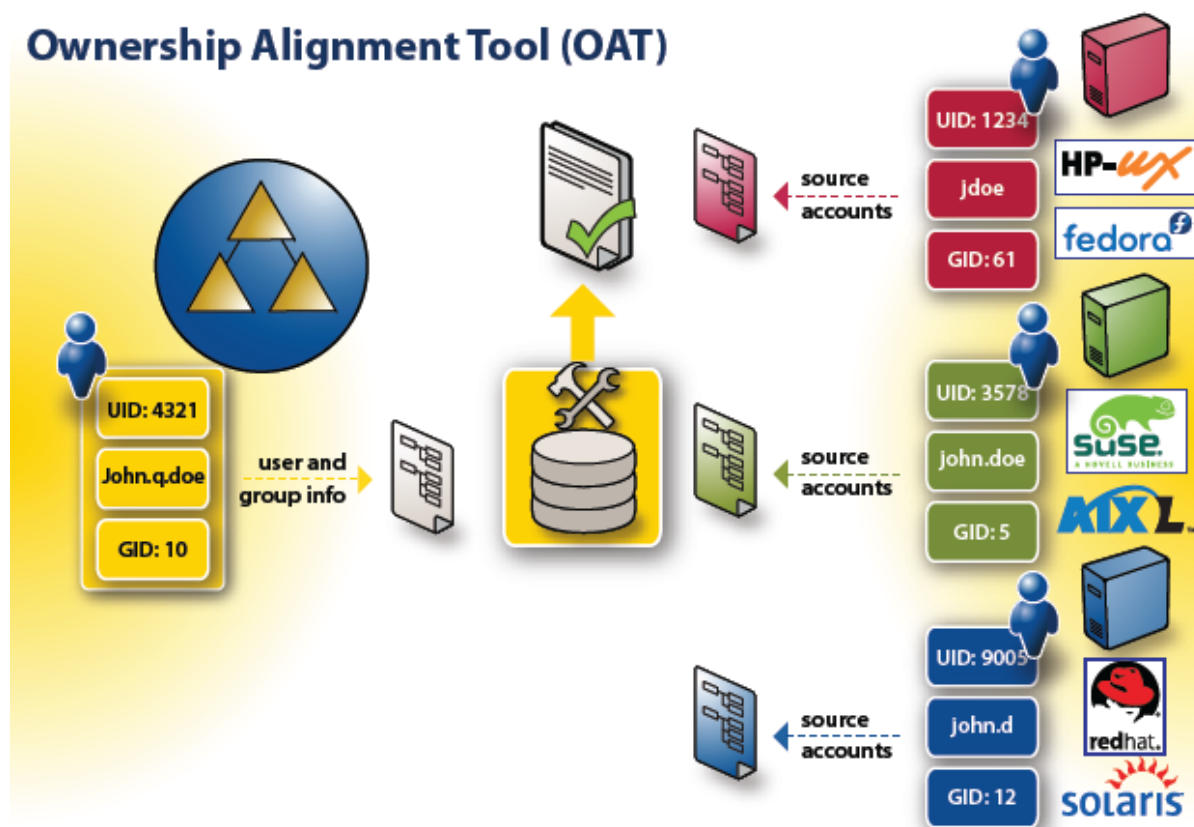 Ownership Alignment Tool (OAT)
UID: 4321
John.q.doe
GID: 10
user and
group info
source
accounts
UID: 1234
jdoe
GID: 61
HP-UX
fedora
source
accounts
UID: 3578
john.doe
GID: 5
SUSE.
A NOVELL BUSINESS
AIX L
source
accounts
UID: 9005
john.d
GID: 12
redhat.
solaris